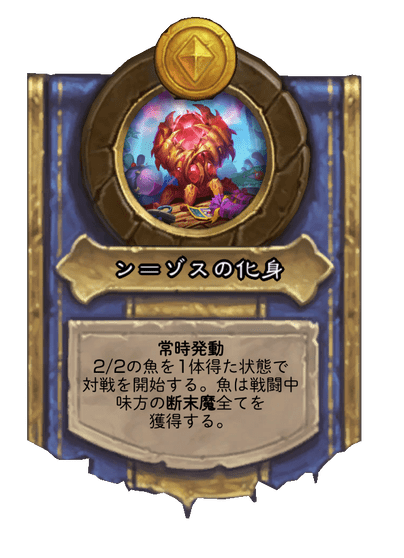 ン＝ゾスの化身
常時発動
2/2の魚を1体得た状態で
対戦を開始する。魚は戦闘中
味方の断末魔全てを
獲得する。